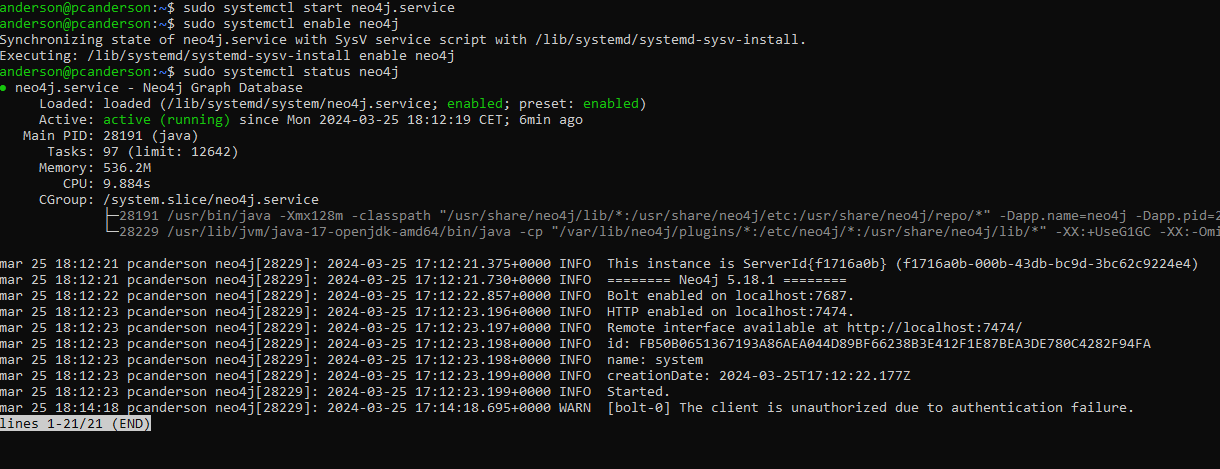 anderson@pcanderson:~$ sudo systemctl start neo4j.service
anderson@pcanderson:~$ sudo systemctl enable neo4j
Synchronizing state of neo4j.service with SysV service script with /lib/systemd/systemd-sysv-install.
Executing: /lib/systemd/systemd-sysv-install enable neo4j
anderson@pcanderson:~$ sudo systemctl status neo4j
● neo4j.service - Neo4j Graph Database
     Loaded: loaded (/lib/systemd/system/neo4j.service; enabled; preset: enabled)
     Active: active (running) since Mon 2024-03-25 18:12:19 CET; 6min ago
   Main PID: 28191 (java)
      Tasks: 97 (limit: 12642)
     Memory: 536.2M
        CPU: 9.884s
     CGroup: /system.slice/neo4j.service
             ├─28191 /usr/bin/java -Xmx128m -classpath "/usr/share/neo4j/lib/*:/usr/share/neo4j/etc:/usr/share/neo4j/repo/*" -Dapp.name=neo4j -Dapp.pid=2
             └─28229 /usr/lib/jvm/java-17-openjdk-amd64/bin/java -cp "/var/lib/neo4j/plugins/*:/etc/neo4j/*:/usr/share/neo4j/lib/*" -XX:+UseG1GC -XX:-Omi
mar 25 18:12:21 pcanderson neo4j[28229]: 2024-03-25 17:12:21.375+0000 INFO  This instance is ServerId{f1716a0b} (f1716a0b-000b-43db-bc9d-3bc62c9224e4)
mar 25 18:12:21 pcanderson neo4j[28229]: 2024-03-25 17:12:21.730+0000 INFO  ======== Neo4j 5.18.1 ========
mar 25 18:12:22 pcanderson neo4j[28229]: 2024-03-25 17:12:22.857+0000 INFO  Bolt enabled on localhost:7687.
mar 25 18:12:23 pcanderson neo4j[28229]: 2024-03-25 17:12:23.196+0000 INFO  HTTP enabled on localhost:7474.
mar 25 18:12:23 pcanderson neo4j[28229]: 2024-03-25 17:12:23.197+0000 INFO  Remote interface available at http://localhost:7474/
mar 25 18:12:23 pcanderson neo4j[28229]: 2024-03-25 17:12:23.198+0000 INFO  id: FB50B0651367193A86AEA044D89BF66238B3E412F1E87BEA3DE780C4282F94FA
mar 25 18:12:23 pcanderson neo4j[28229]: 2024-03-25 17:12:23.198+0000 INFO  name: system
mar 25 18:12:23 pcanderson neo4j[28229]: 2024-03-25 17:12:23.199+0000 INFO  creationDate: 2024-03-25T17:12:22.177Z
mar 25 18:12:23 pcanderson neo4j[28229]: 2024-03-25 17:12:23.199+0000 INFO  Started.
mar 25 18:14:18 pcanderson neo4j[28229]: 2024-03-25 17:14:18.695+0000 WARN  [bolt-0] The client is unauthorized due to authentication failure.
lines 1-21/21 (END)